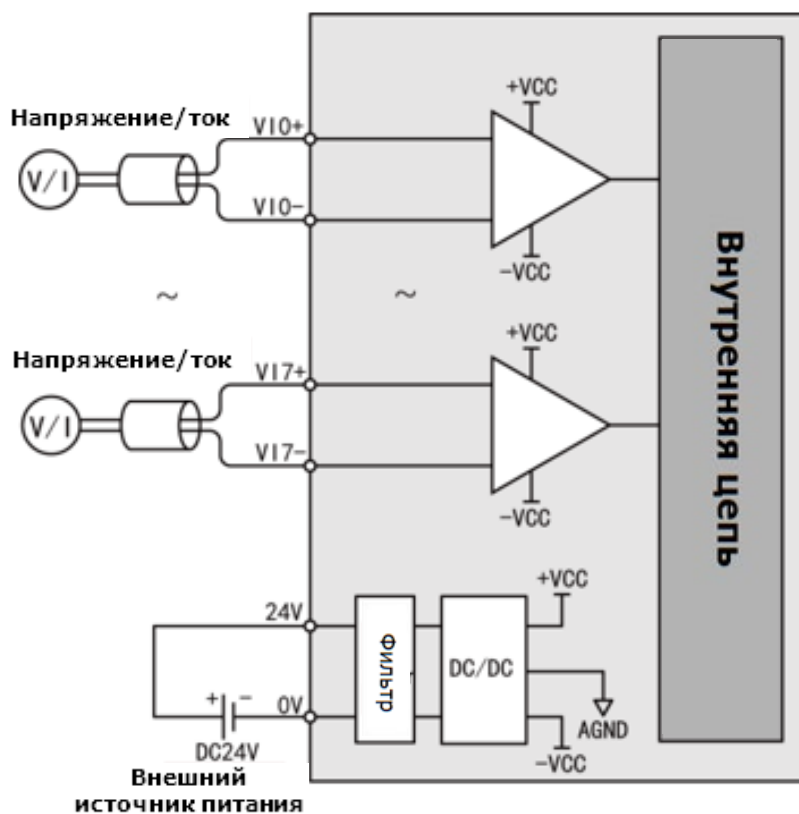 +VCC
Напряжение/ток
VI0+
V/I
VI0-
-VCC
~
~
Внутренняя цепь
+VCC
Напряжение/ток
VI7+
V/I
VI7-
-VCC
+VCC
24V
Фильтр
DC/DC
+ -
0V
AGND
DC24V
-VCC
Внешний
источник питания